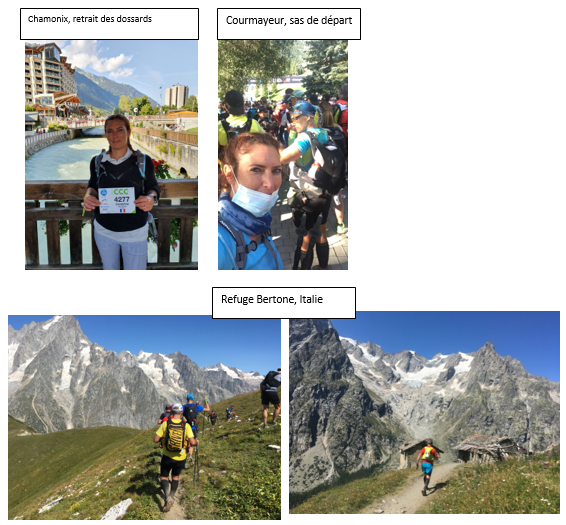 Chamonix, retrait des dossards
Courmayeur, sas de départ
CCC
4277
Refuge Bertone, Italie